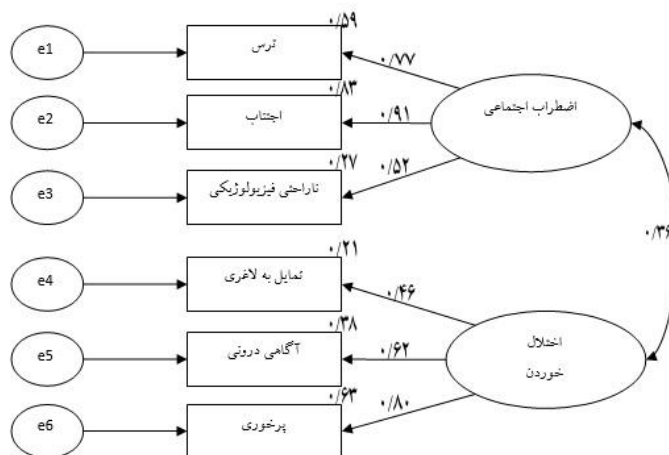 ۰/۵۹
e1
ترس
۰/۷۷
۰/۸۳
e2
اجتناب
۰/۹۱
اضطراب اجتماعی
۰/۲۷
e3
ناراحتی فیزیولوژیکی
۰/۵۲
۰/۳۶
۰/۲۱
e4
تمایل به لاغری
۰/۴۶
۰/۳۸
e5
آگاهی درونی
۰/۶۲
اختلال
خوردن
۰/۶۳
e6
پرخوری
۰/۸۰